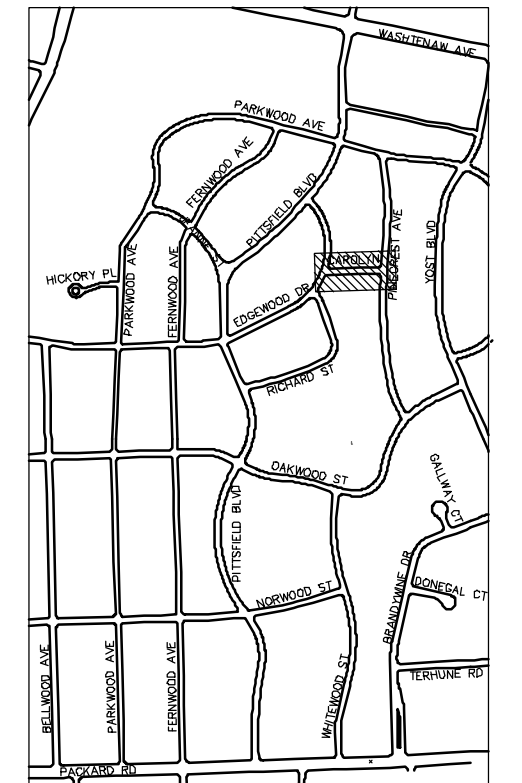 WASHTENAW AVE
PARKWOOD AVE
FERNWOOD AVE
PITTSFIELD BLVD
PINECREST AVE
YOST BLVD
CAROLYN
HICKORY PL
PARKWOOD AVE
FERNWOOD AVE
EDGEWOOD DR
RICHARD ST
OAKWOOD ST
GALLWAY CT
PITTSFIELD BLVD
BRANDYWINE DR
DONEGAL CT
NORWOOD ST
BELLWOOD AVE
PARKWOOD AVE
FERNWOOD AVE
WHITEWOOD ST
TERHUNE RD
PACKARD RD